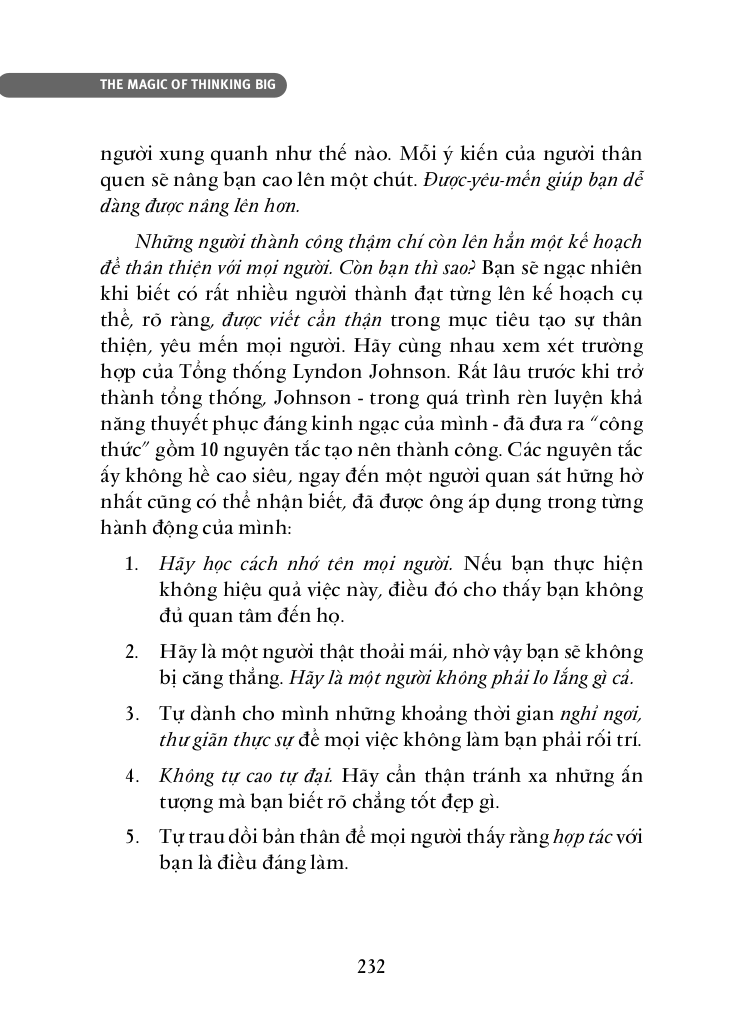 THE MAGIC OF THINKING BIG
người xung quanh như thế nào. Mỗi ý kiến của người thân
quen sẽ nâng bạn cao lên một chút. Được-yêu-mến giúp bạn dễ
dàng được nâng lên hơn.
Những người thành công thậm chí còn lên hẳn một kế hoạch
để thân thiện với mọi người. Còn bạn thì sao? Bạn sẽ ngạc nhiên
khi biết có rất nhiều người thành đạt từng lên kế hoạch cụ
thể, rõ ràng, được viết cẩn thận trong mục tiêu tạo sự thân
thiện, yêu mến mọi người. Hãy cùng nhau xem xét trường
hợp của Tổng thống Lyndon Johnson. Rất lâu trước khi trở
thành tổng thống, Johnson - trong quá trình rèn luyện khả
năng thuyết phục đáng kinh ngạc của mình - đã đưa ra “công
thức” gồm 10 nguyên tắc tạo nên thành công. Các nguyên tắc
ấy không hề cao siêu, ngay đến một người quan sát hững hờ
nhất cũng có thể nhận biết, đã được ông áp dụng trong từng
hành động của mình:
1. Hãy học cách nhớ tên mọi người. Nếu bạn thực hiện
không hiệu quả việc này, điều đó cho thấy bạn không
đủ quan tâm đến họ.
2. Hãy là một người thật thoải mái, nhờ vậy bạn sẽ không
bị căng thẳng. Hãy là một người không phải lo lắng gì cả.
3. Tự dành cho mình những khoảng thời gian nghỉ ngơi,
thư giãn thực sự để mọi việc không làm bạn phải rối trí.
4. Không tự cao tự đại. Hãy cẩn thận tránh xa những ấn
tượng mà bạn biết rõ chẳng tốt đẹp gì.
5. Tự trau dồi bản thân để mọi người thấy rằng hợp tác với
bạn là điều đáng làm.
232